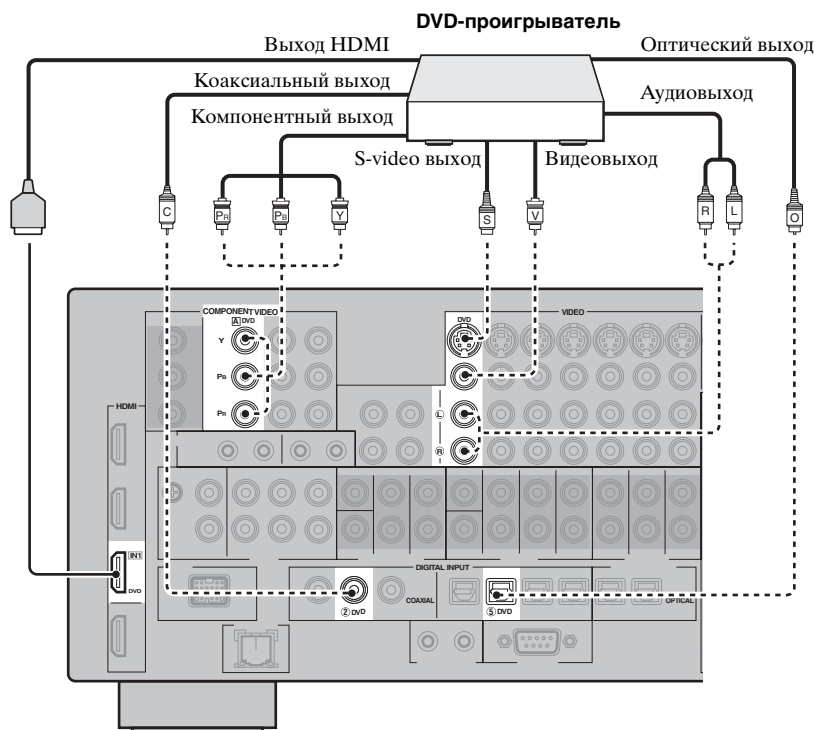 DVD-проигрыватель
Выход HDMI
Оптический выход
Коаксиальный выход
Аудиовыход
Компонентный выход
S-video выход
Видеовыход
C
PR
PB
Y
S
V
R
L
O
COMPONENT VIDEO
A DVD
DVD
VIDEO
Y
PB
PR
L
R
HDMI
IN1
DVD
DIGITAL INPUT
COAXIAL
OPTICAL
② DVD
⑤ DVD